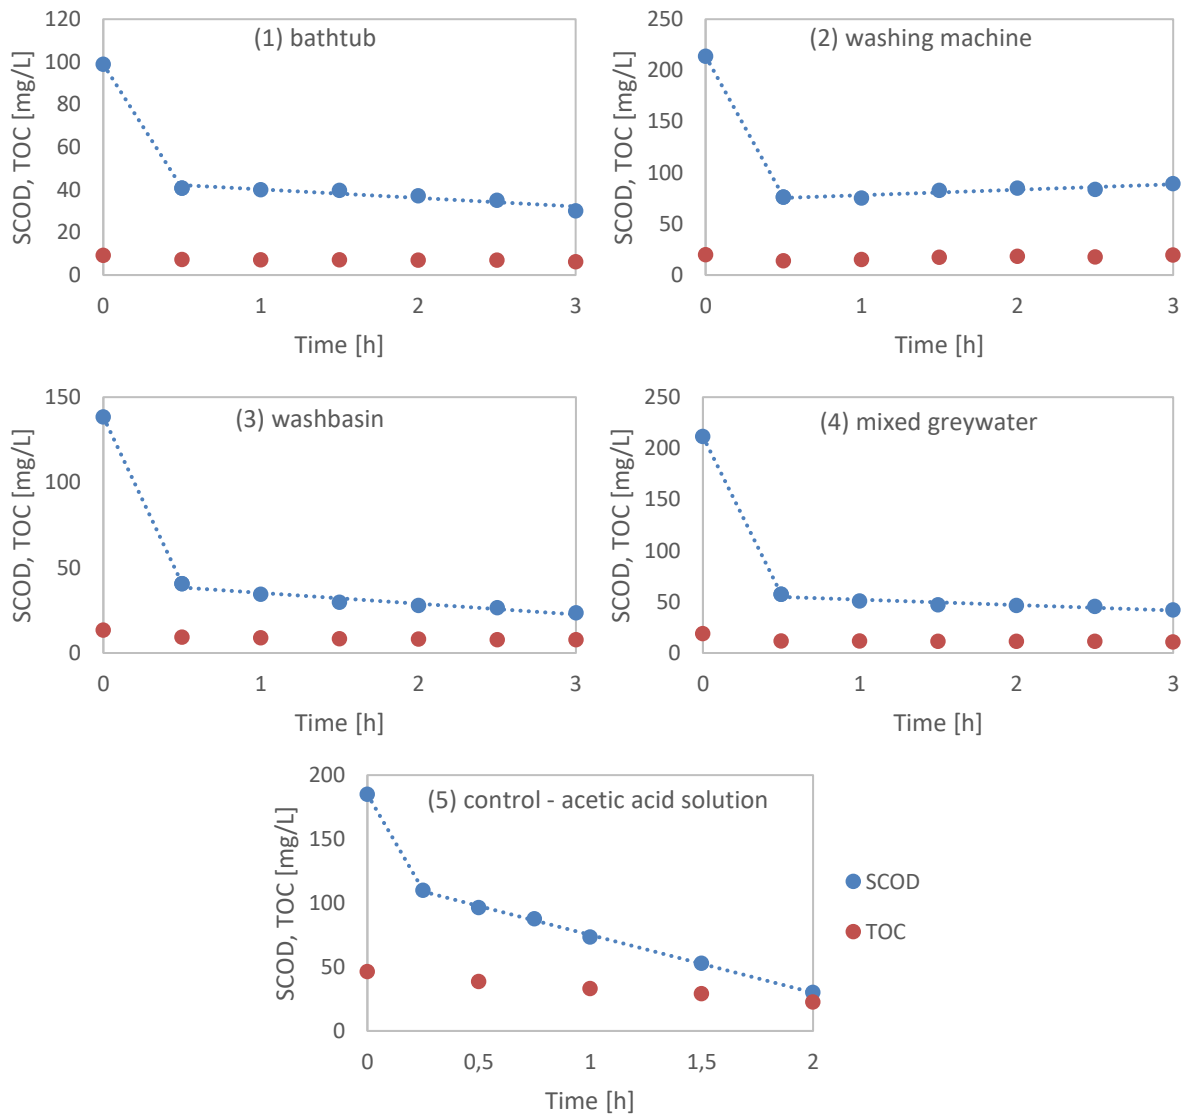 (1) bathtub
SCOD, TOC [mg/L]
120
100
80
60
40
20
0
0 1 2 3
Time [h]
(2) washing machine
SCOD, TOC [mg/L]
250
200
150
100
50
0
0 1 2 3
Time [h]
(3) washbasin
SCOD, TOC [mg/L]
150
100
50
0
0 1 2 3
Time [h]
(4) mixed greywater
SCOD, TOC [mg/L]
250
200
150
100
50
0
0 1 2 3
Time [h]
(5) control - acetic acid solution
SCOD, TOC [mg/L]
200
150
100
50
0
0 0,5 1 1,5 2
Time [h]
SCOD
TOC